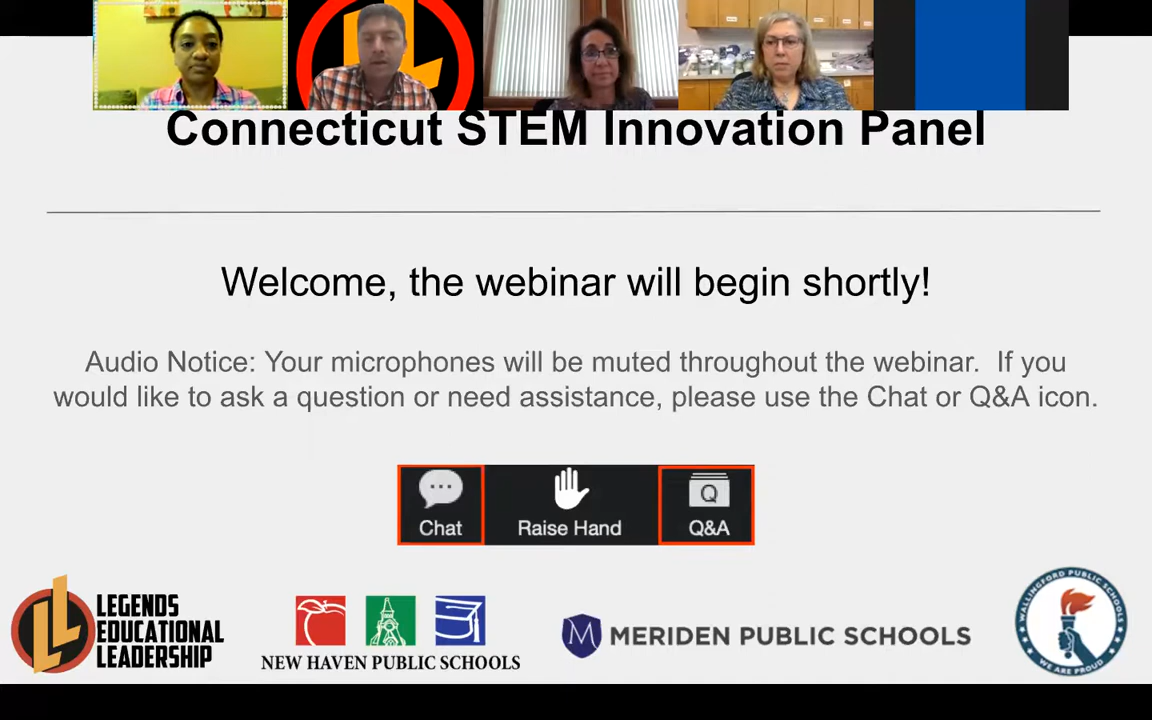 Connecticut STEM Innovation Panel
Welcome, the webinar will begin shortly!
Audio Notice: Your microphones will be muted throughout the webinar.  If you
would like to ask a question or need assistance, please use the Chat or Q&A icon.
Chat
Raise Hand
Q
Q&A
LL
LEGENDS
EDUCATIONAL
LEADERSHIP
NEW HAVEN PUBLIC SCHOOLS
M
MERIDEN PUBLIC SCHOOLS
WALLINGFORD PUBLIC SCHOOLS
WE ARE PROUD